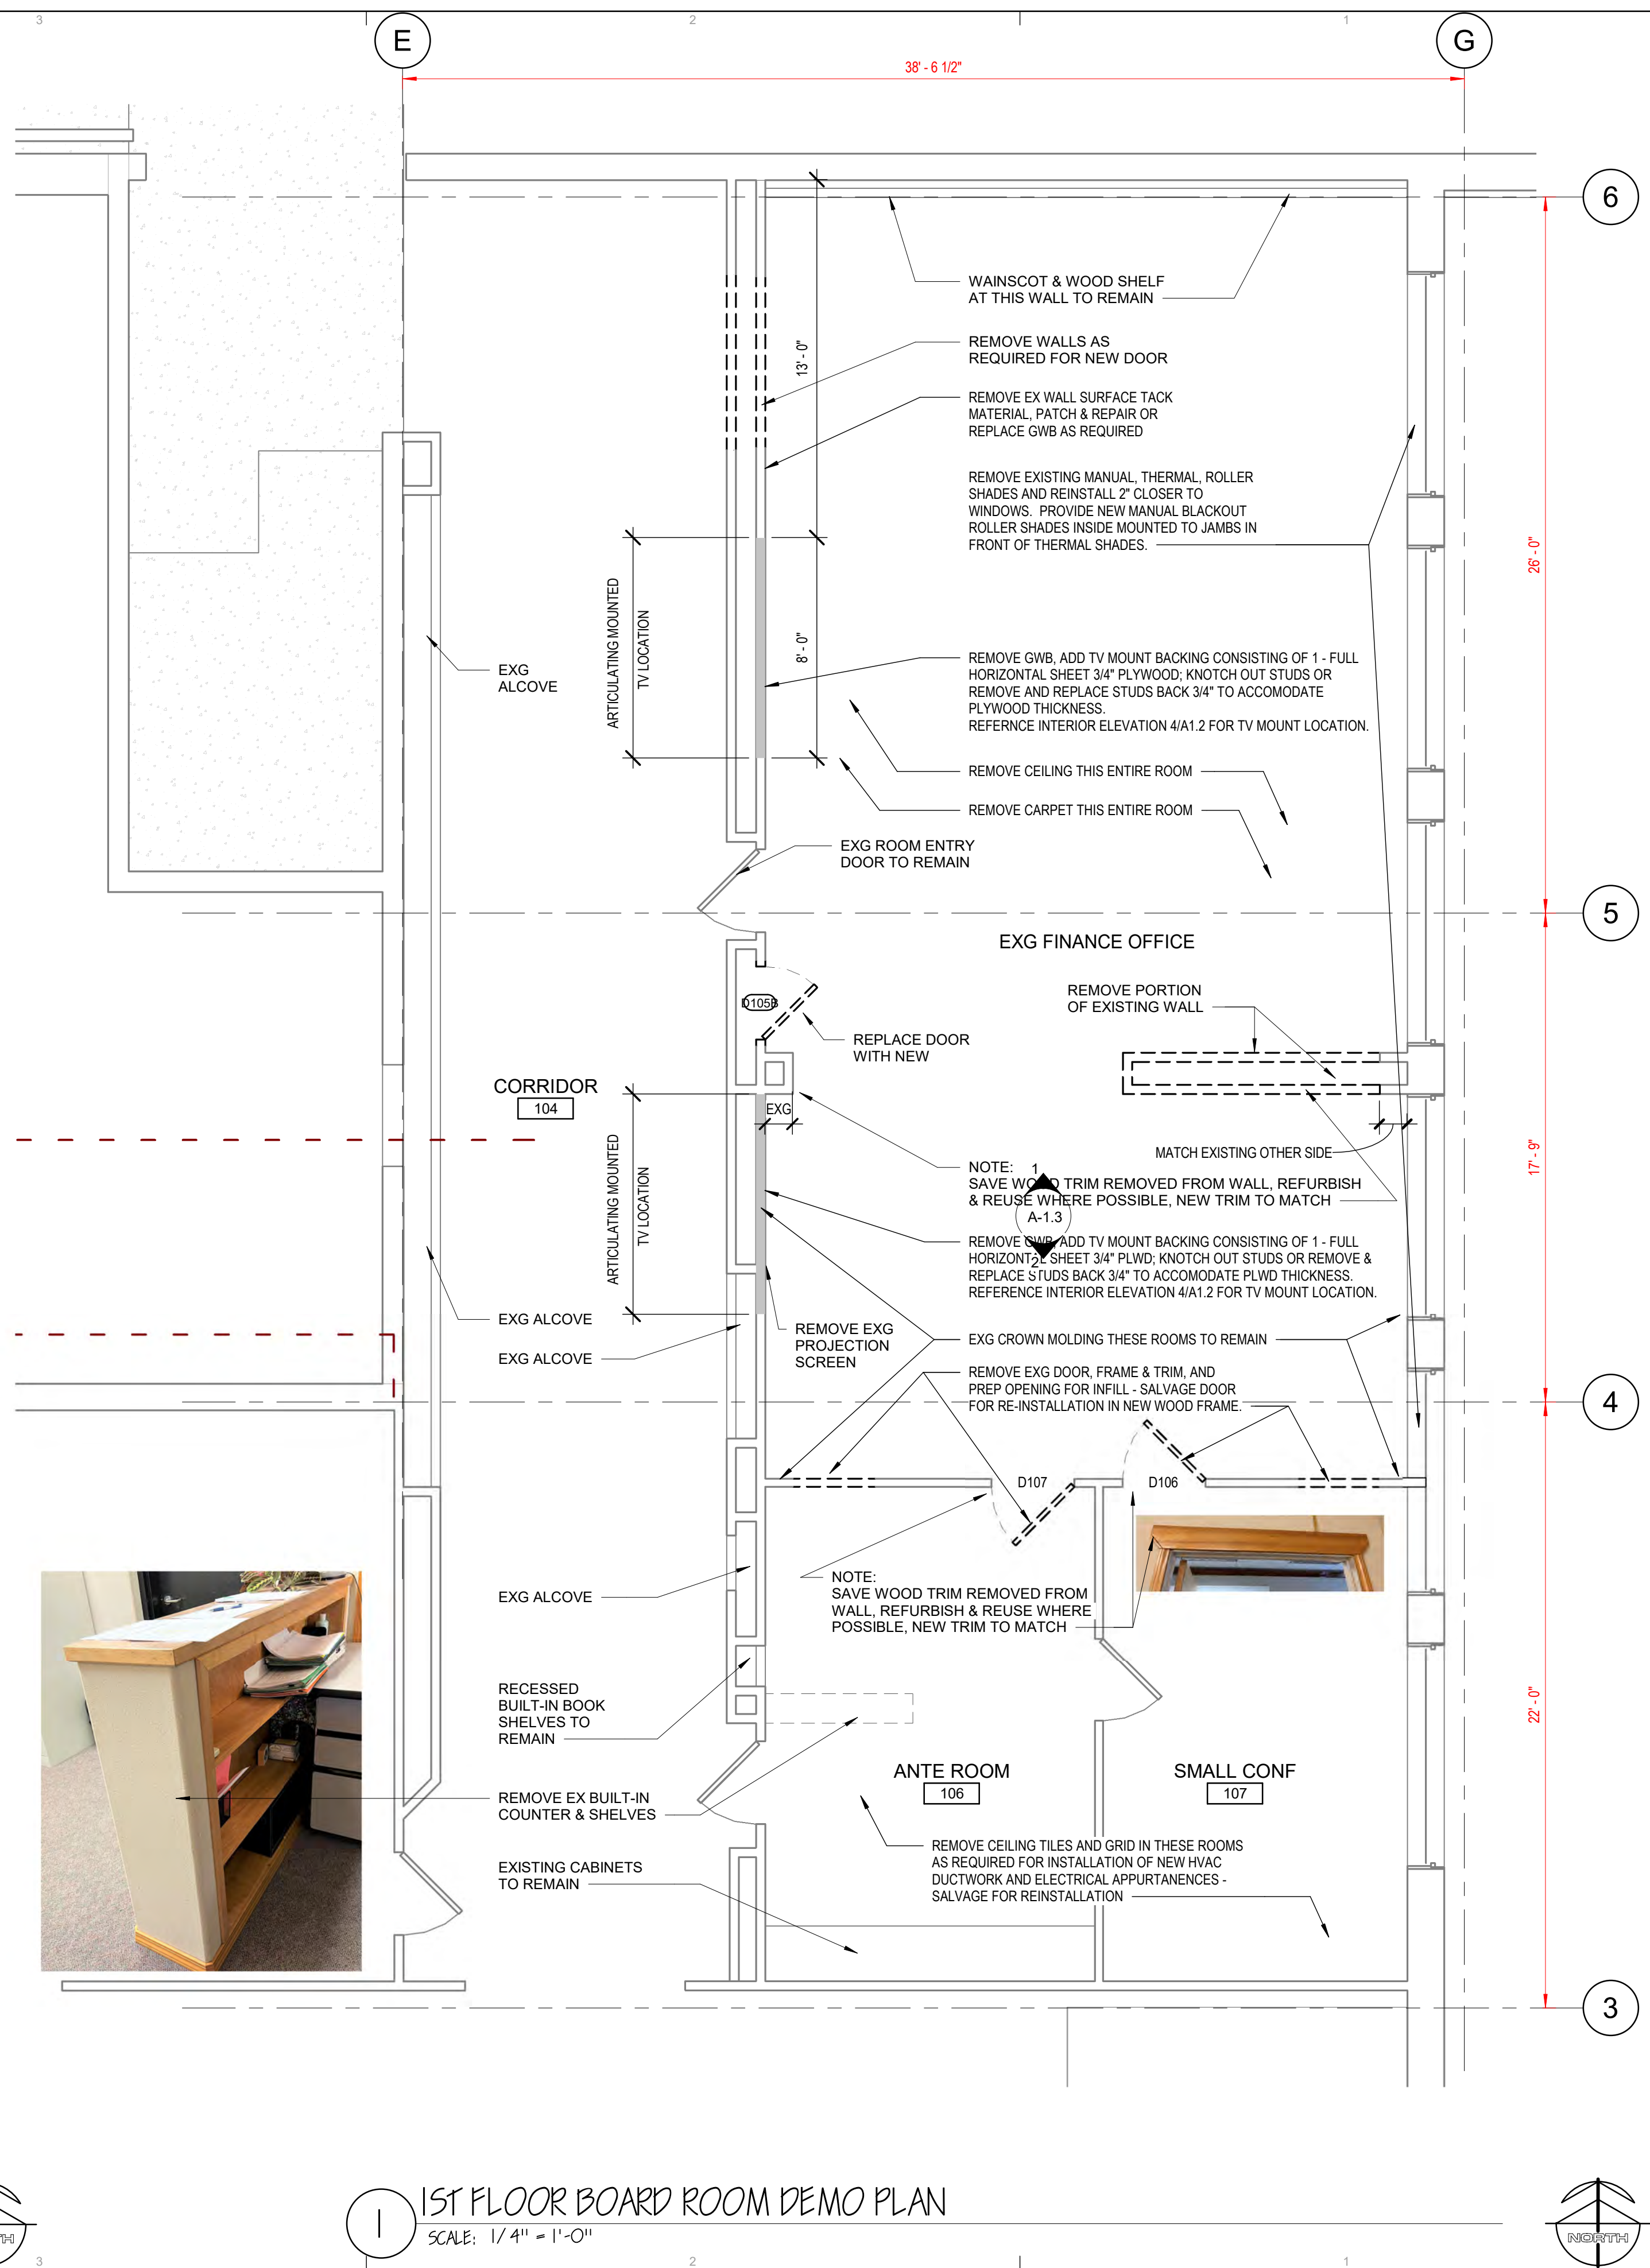 3
2
1
E
G
38' - 6 1/2"
6
WAINSCOT & WOOD SHELF
AT THIS WALL TO REMAIN
13' - 0"
REMOVE WALLS AS
REQUIRED FOR NEW DOOR
REMOVE EX WALL SURFACE TACK
MATERIAL, PATCH & REPAIR OR
REPLACE GWB AS REQUIRED
REMOVE EXISTING MANUAL, THERMAL, ROLLER
SHADES AND REINSTALL 2" CLOSER TO
WINDOWS. PROVIDE NEW MANUAL BLACKOUT
ROLLER SHADES INSIDE MOUNTED TO JAMBS IN
FRONT OF THERMAL SHADES.
26' - 0"
ARTICULATING MOUNTED
TV LOCATION
8' - 0"
EXG
ALCOVE
REMOVE GWB, ADD TV MOUNT BACKING CONSISTING OF 1 - FULL
HORIZONTAL SHEET 3/4" PLYWOOD; KNOTCH OUT STUDS OR
REMOVE AND REPLACE STUDS BACK 3/4" TO ACCOMODATE
PLYWOOD THICKNESS.
REFERNCE INTERIOR ELEVATION 4/A1.2 FOR TV MOUNT LOCATION.
REMOVE CEILING THIS ENTIRE ROOM
REMOVE CARPET THIS ENTIRE ROOM
EXG ROOM ENTRY
DOOR TO REMAIN
5
EXG FINANCE OFFICE
REMOVE PORTION
OF EXISTING WALL
D105B
REPLACE DOOR
WITH NEW
CORRIDOR
104
EXG
MATCH EXISTING OTHER SIDE
17' - 9"
ARTICULATING MOUNTED
TV LOCATION
NOTE:
SAVE WOOD TRIM REMOVED FROM WALL, REFURBISH
& REUSE WHERE POSSIBLE, NEW TRIM TO MATCH
1
A-1.3
2
REMOVE GWB, ADD TV MOUNT BACKING CONSISTING OF 1 - FULL
HORIZONTAL SHEET 3/4" PLWD; KNOTCH OUT STUDS OR REMOVE &
REPLACE STUDS BACK 3/4" TO ACCOMODATE PLWD THICKNESS.
REFERENCE INTERIOR ELEVATION 4/A1.2 FOR TV MOUNT LOCATION.
EXG ALCOVE
EXG ALCOVE
REMOVE EXG
PROJECTION
SCREEN
EXG CROWN MOLDING THESE ROOMS TO REMAIN
REMOVE EXG DOOR, FRAME & TRIM, AND
PREP OPENING FOR INFILL - SALVAGE DOOR
FOR RE-INSTALLATION IN NEW WOOD FRAME.
4
D107
D106
EXG ALCOVE
NOTE:
SAVE WOOD TRIM REMOVED FROM
WALL, REFURBISH & REUSE WHERE
POSSIBLE, NEW TRIM TO MATCH
RECESSED
BUILT-IN BOOK
SHELVES TO
REMAIN
22' - 0"
ANTE ROOM
106
SMALL CONF
107
REMOVE EX BUILT-IN
COUNTER & SHELVES
REMOVE CEILING TILES AND GRID IN THESE ROOMS
AS REQUIRED FOR INSTALLATION OF NEW HVAC
DUCTWORK AND ELECTRICAL APPURTANENCES -
SALVAGE FOR REINSTALLATION
EXISTING CABINETS
TO REMAIN
3
1
1ST FLOOR BOARD ROOM DEMO PLAN
SCALE: 1/4" = 1'-0"
NORTH
3
2
1